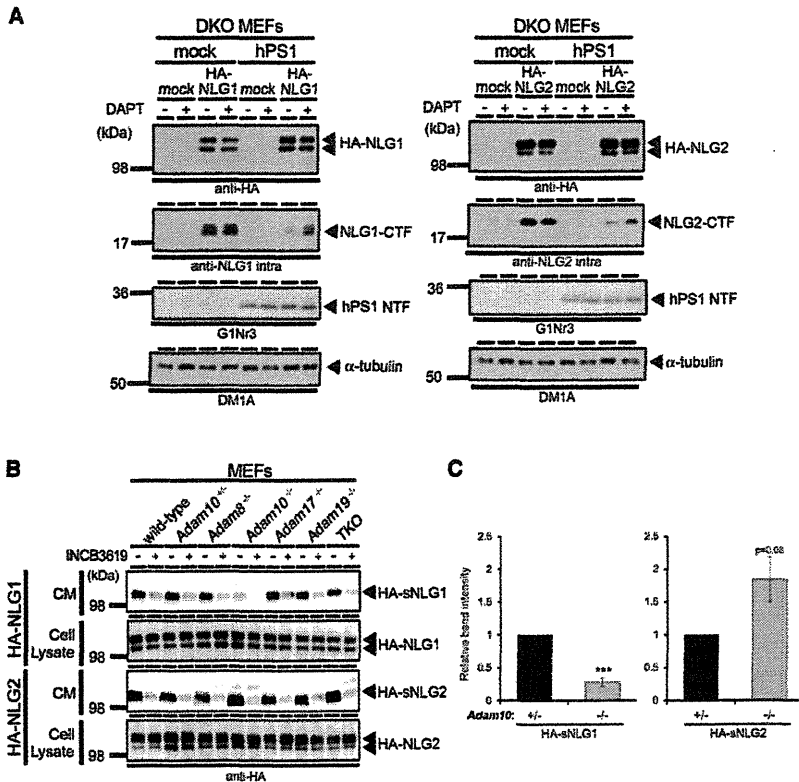 A
DKO MEFs
mock hPS1
mock HA-NLG1 mock HA-NLG1
DAPT - + - + - + - +
(kDa)
98
HA-NLG1
anti-HA
17
NLG1-CTF
anti-NLG1 intra
36
hPS1 NTF
G1Nr3
50
α-tubulin
DM1A
DKO MEFs
mock hPS1
mock HA-NLG2 mock HA-NLG2
DAPT - + - + - + - +
(kDa)
98
HA-NLG2
anti-HA
17
NLG2-CTF
anti-NLG2 intra
36
hPS1 NTF
G1Nr3
50
α-tubulin
DM1A
B
MEFs
wild-type Adam10 +/- Adam8 -/- Adam10 -/- Adam17 -/- Adam19 -/- TKO
INCB3619 - + - + - + - + - + - + - +
(kDa)
HA-NLG1
CM
98
HA-sNLG1
Cell Lysate
98
HA-NLG1
HA-NLG2
CM
98
HA-sNLG2
Cell Lysate
98
HA-NLG2
anti-HA
C
Relative band intensity
2.5
2
1.5
1
0.5
0
***
Adam10: +/- -/-
HA-sNLG1
2.5
2
1.5
1
0.5
0
+/- -/-
HA-sNLG2